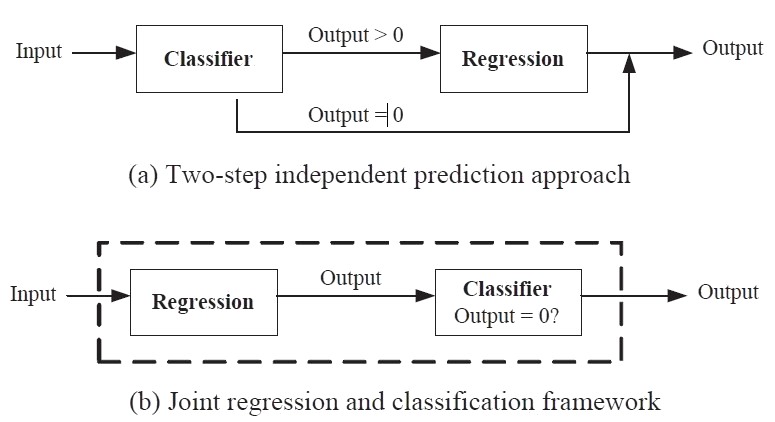 Input
Classifier
Output > 0
Regression
Output
Output = 0
(a) Two-step independent prediction approach
Input
Regression
Output
Classifier
Output = 0?
Output
(b) Joint regression and classification framework